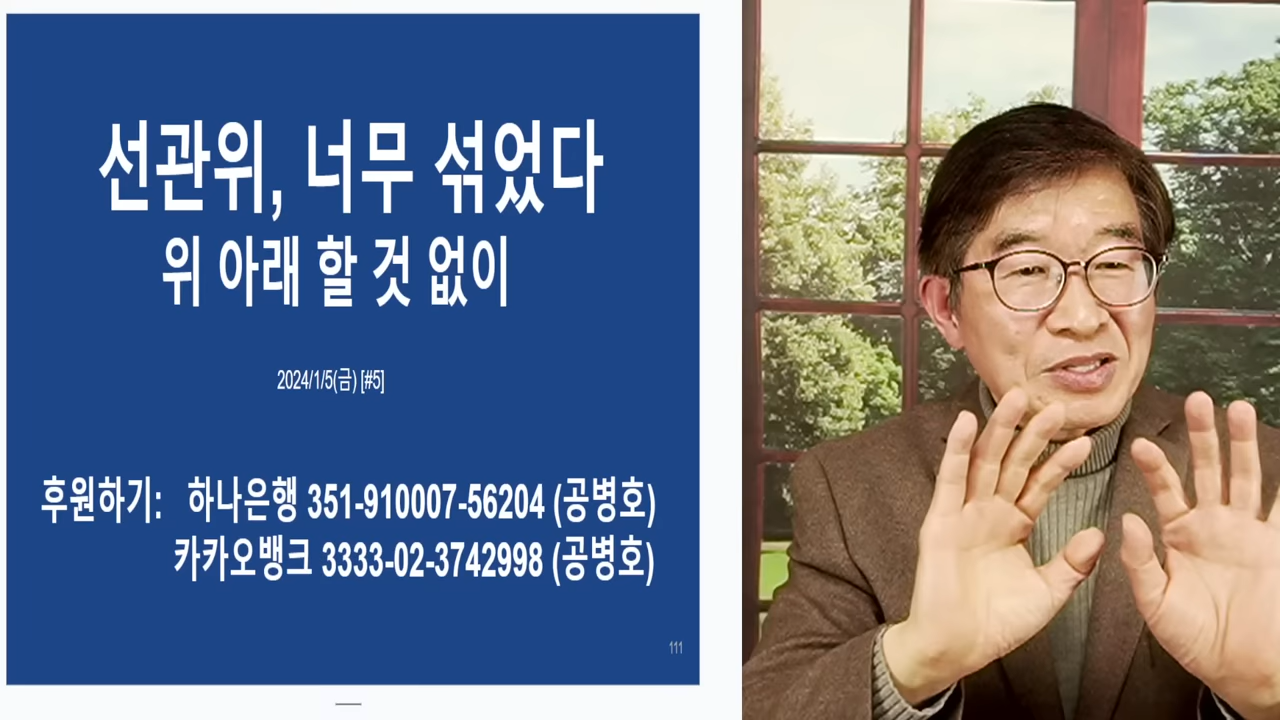 선관위, 너무 섞었다
위 아래 할 것 없이
2024/1/5(금) [#5]
후원하기: 하나은행 351-910007-56204 (공병호)
카카오뱅크 3333-02-3742998 (공병호)
111